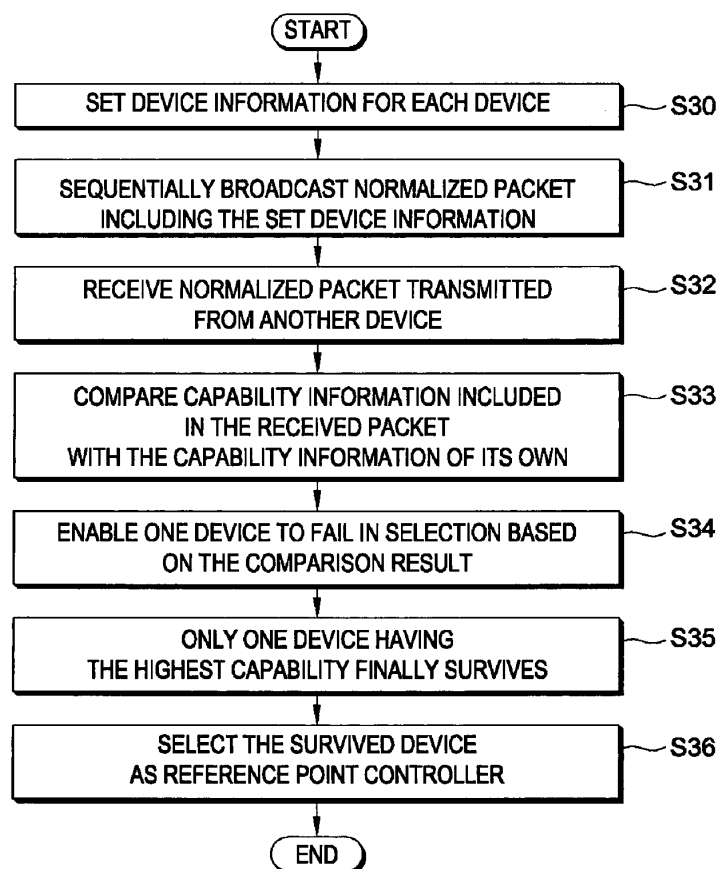 START
SET DEVICE INFORMATION FOR EACH DEVICE
S30
SEQUENTIALLY BROADCAST NORMALIZED PACKET
INCLUDING THE SET DEVICE INFORMATION
S31
RECEIVE NORMALIZED PACKET TRANSMITTED
FROM ANOTHER DEVICE
S32
COMPARE CAPABILITY INFORMATION INCLUDED
IN THE RECEIVED PACKET
WITH THE CAPABILITY INFORMATION OF ITS OWN
S33
ENABLE ONE DEVICE TO FAIL IN SELECTION BASED
ON THE COMPARISON RESULT
S34
ONLY ONE DEVICE HAVING
THE HIGHEST CAPABILITY FINALLY SURVIVES
S35
SELECT THE SURVIVED DEVICE
AS REFERENCE POINT CONTROLLER
S36
END